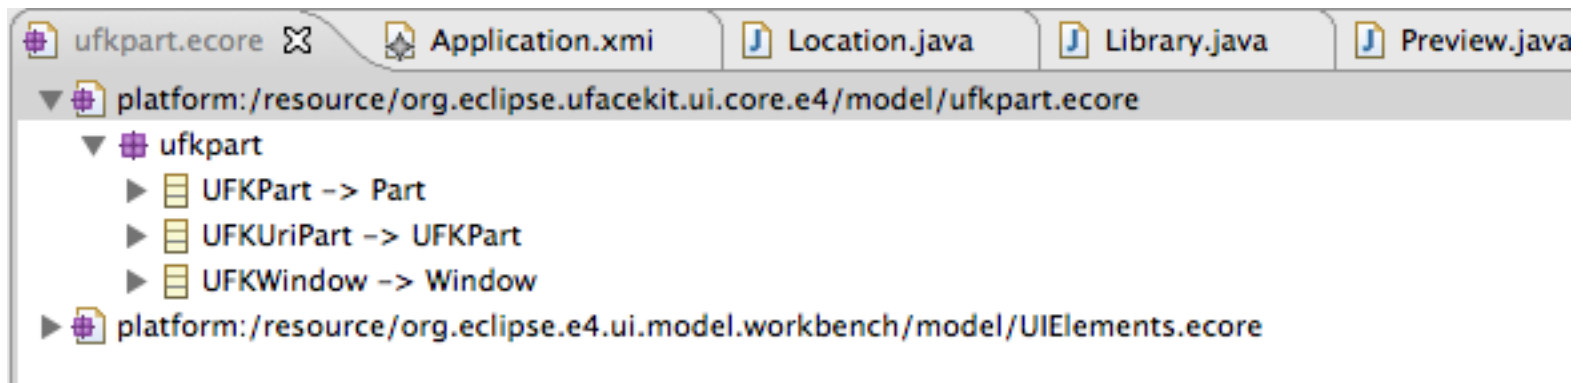 ufkpart.ecore Application.xmi Location.java Library.java Preview.java
platform:/resource/org.eclipse.ufacekit.ui.core.e4/model/ufkpart.ecore
ufkpart
UFKPart -> Part
UFKUriPart -> UFKPart
UFKWindow -> Window
platform:/resource/org.eclipse.e4.ui.model.workbench/model/UIElements.ecore